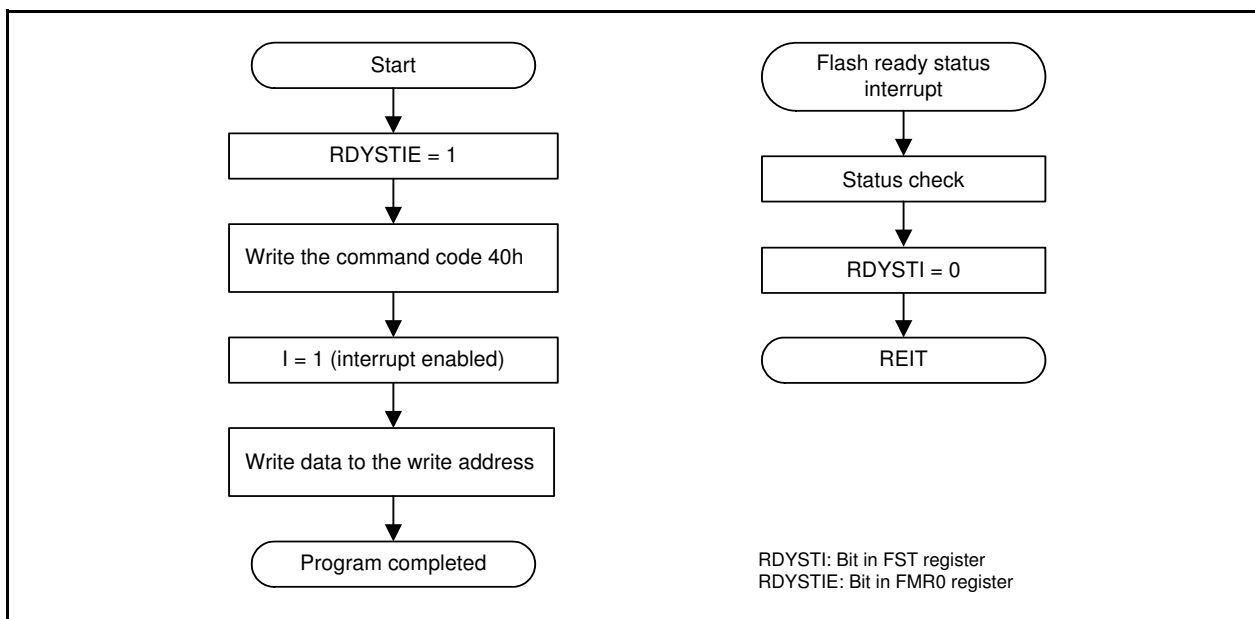 Start
RDYSTIE = 1
Write the command code 40h
I = 1 (interrupt enabled)
Write data to the write address
Program completed
Flash ready status
interrupt
Status check
RDYSTI = 0
REIT
RDYSTI: Bit in FST register
RDYSTIE: Bit in FMR0 register